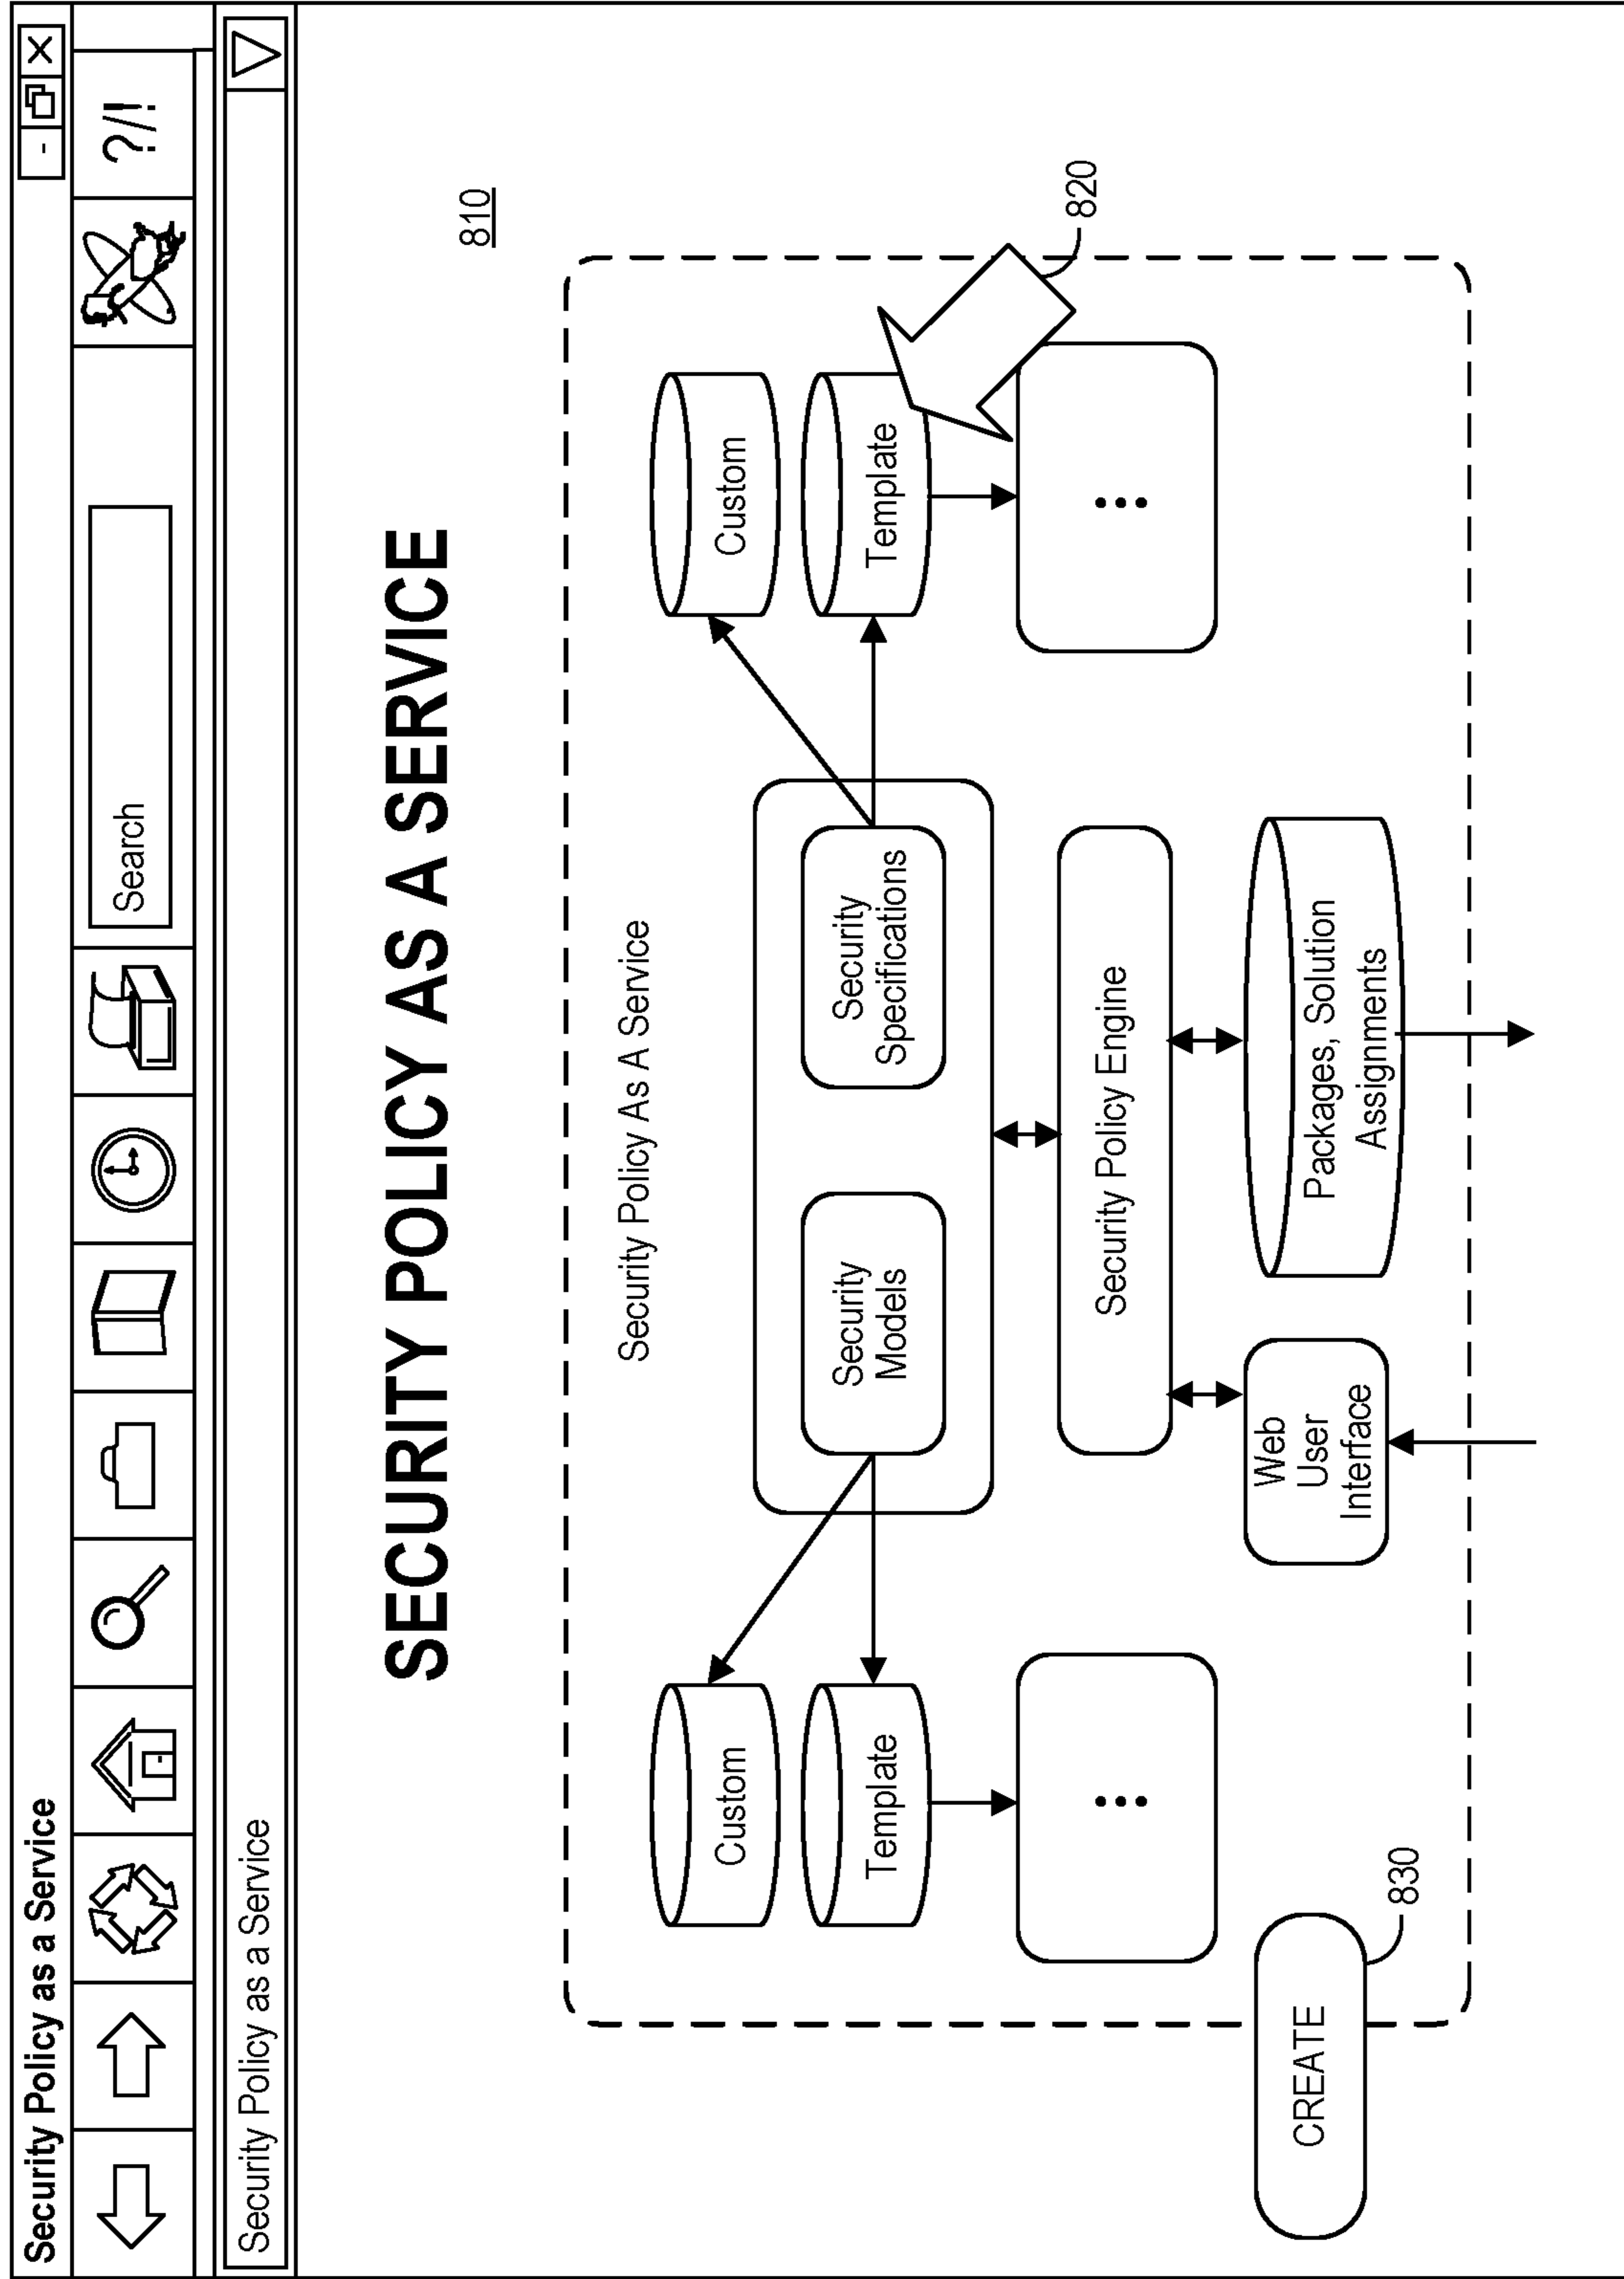 Security Policy as a Service
- X
Search
?/!
Security Policy as a Service
SECURITY POLICY AS A SERVICE
810
Security Policy As A Service
Custom
Custom
Template
Template
Security
Models
Security
Specifications
820
...
...
Security Policy Engine
Web
User
Interface
Packages, Solution
Assignments
CREATE
830